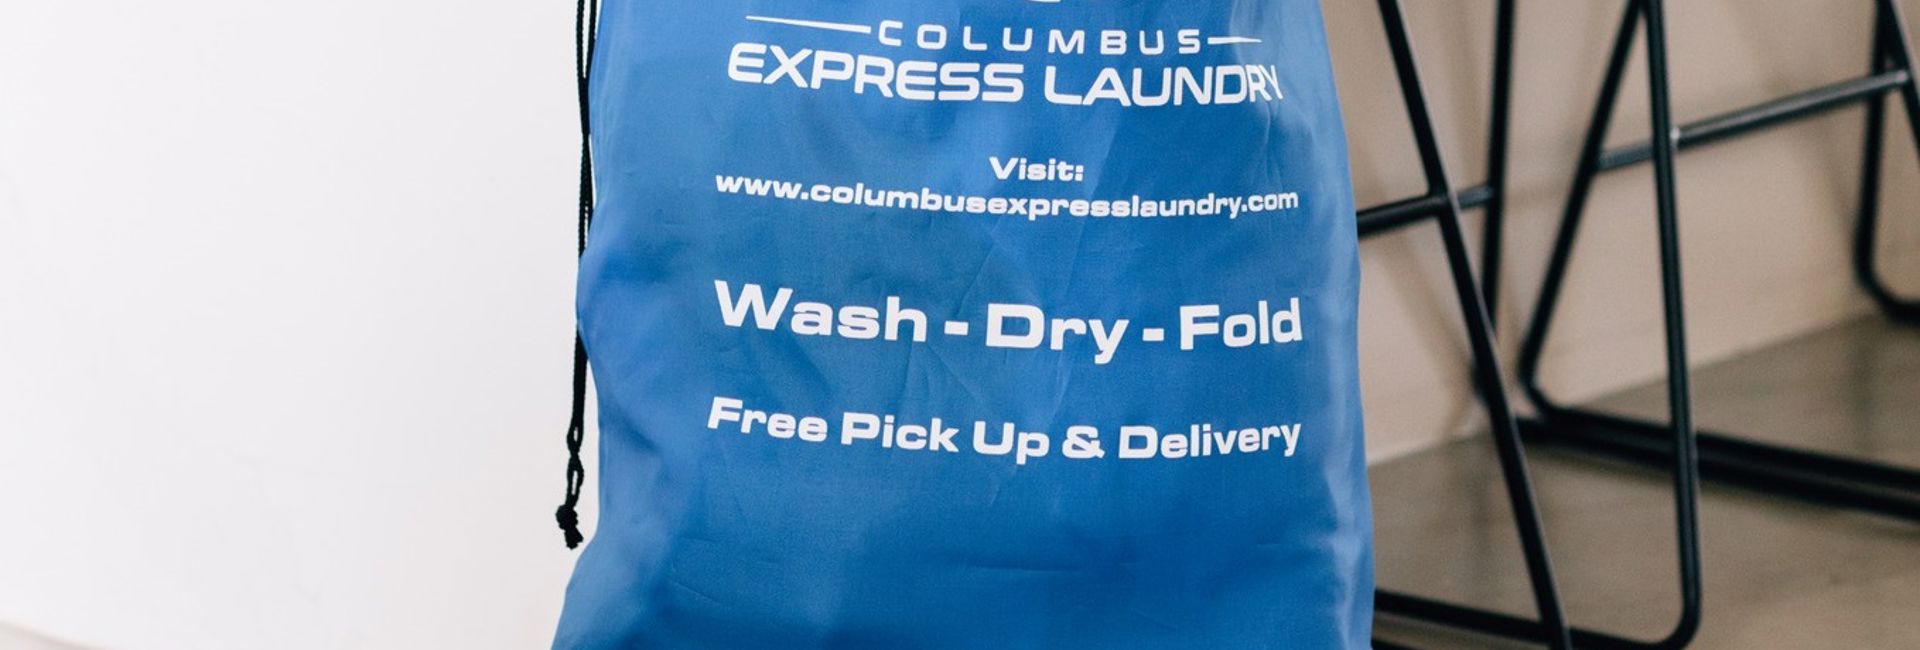 COLUMBUS
EXPRESS LAUNDRY
Visit:
www.columbusexpresslaundry.com
Wash - Dry - Fold
Free Pick Up & Delivery